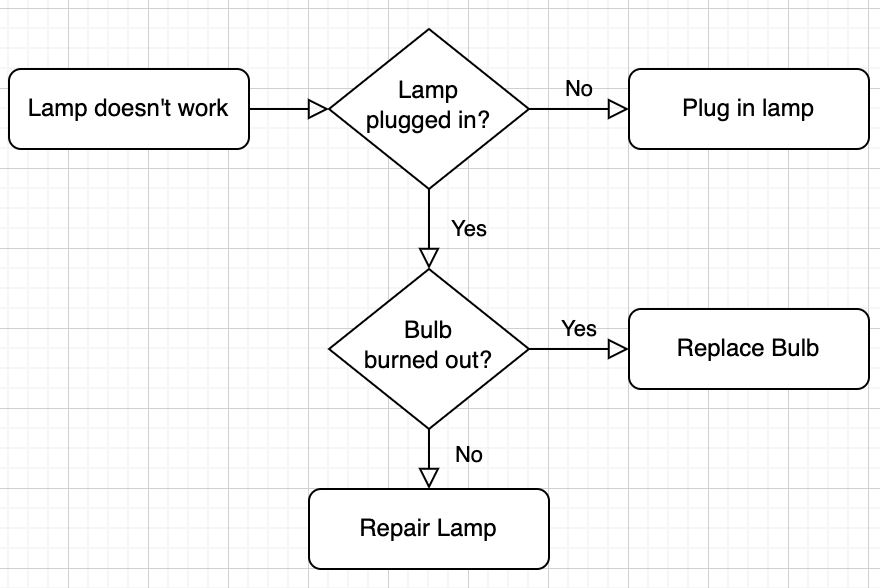 Lamp doesn't work
Lamp
plugged in?
No
Plug in lamp
Yes
Bulb
burned out?
Yes
Replace Bulb
No
Repair Lamp